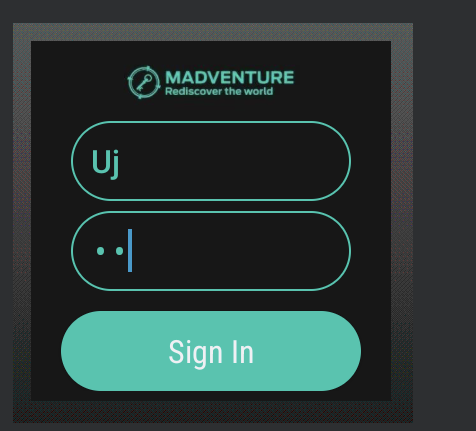 MADVENTURE
Rediscover the world
Uj
Sign In